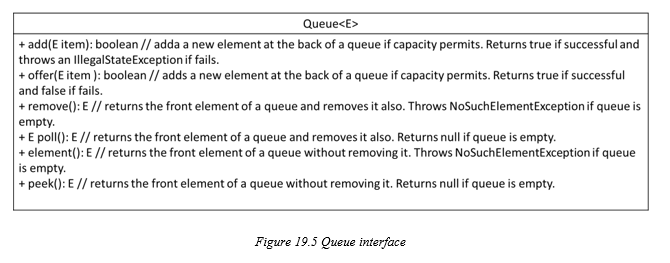 Queue<E>
+ add(E item): boolean // adda a new element at the back of a queue if capacity permits. Returns true if successful and
throws an IllegalStateException if fails.
+ offer(E item ): boolean // adds a new element at the back of a queue if capacity permits. Returns true if successful
and false if fails.
+ remove(): E // returns the front element of a queue and removes it also. Throws NoSuchElementException if queue is
empty.
+ E poll(): E // returns the front element of a queue and removes it also. Returns null if queue is empty.
+ element(): E // returns the front element of a queue without removing it. Throws NoSuchElementException if queue
is empty.
+ peek(): E // returns the front element of a queue without removing it. Returns null if queue is empty.
Figure 19.5 Queue interface